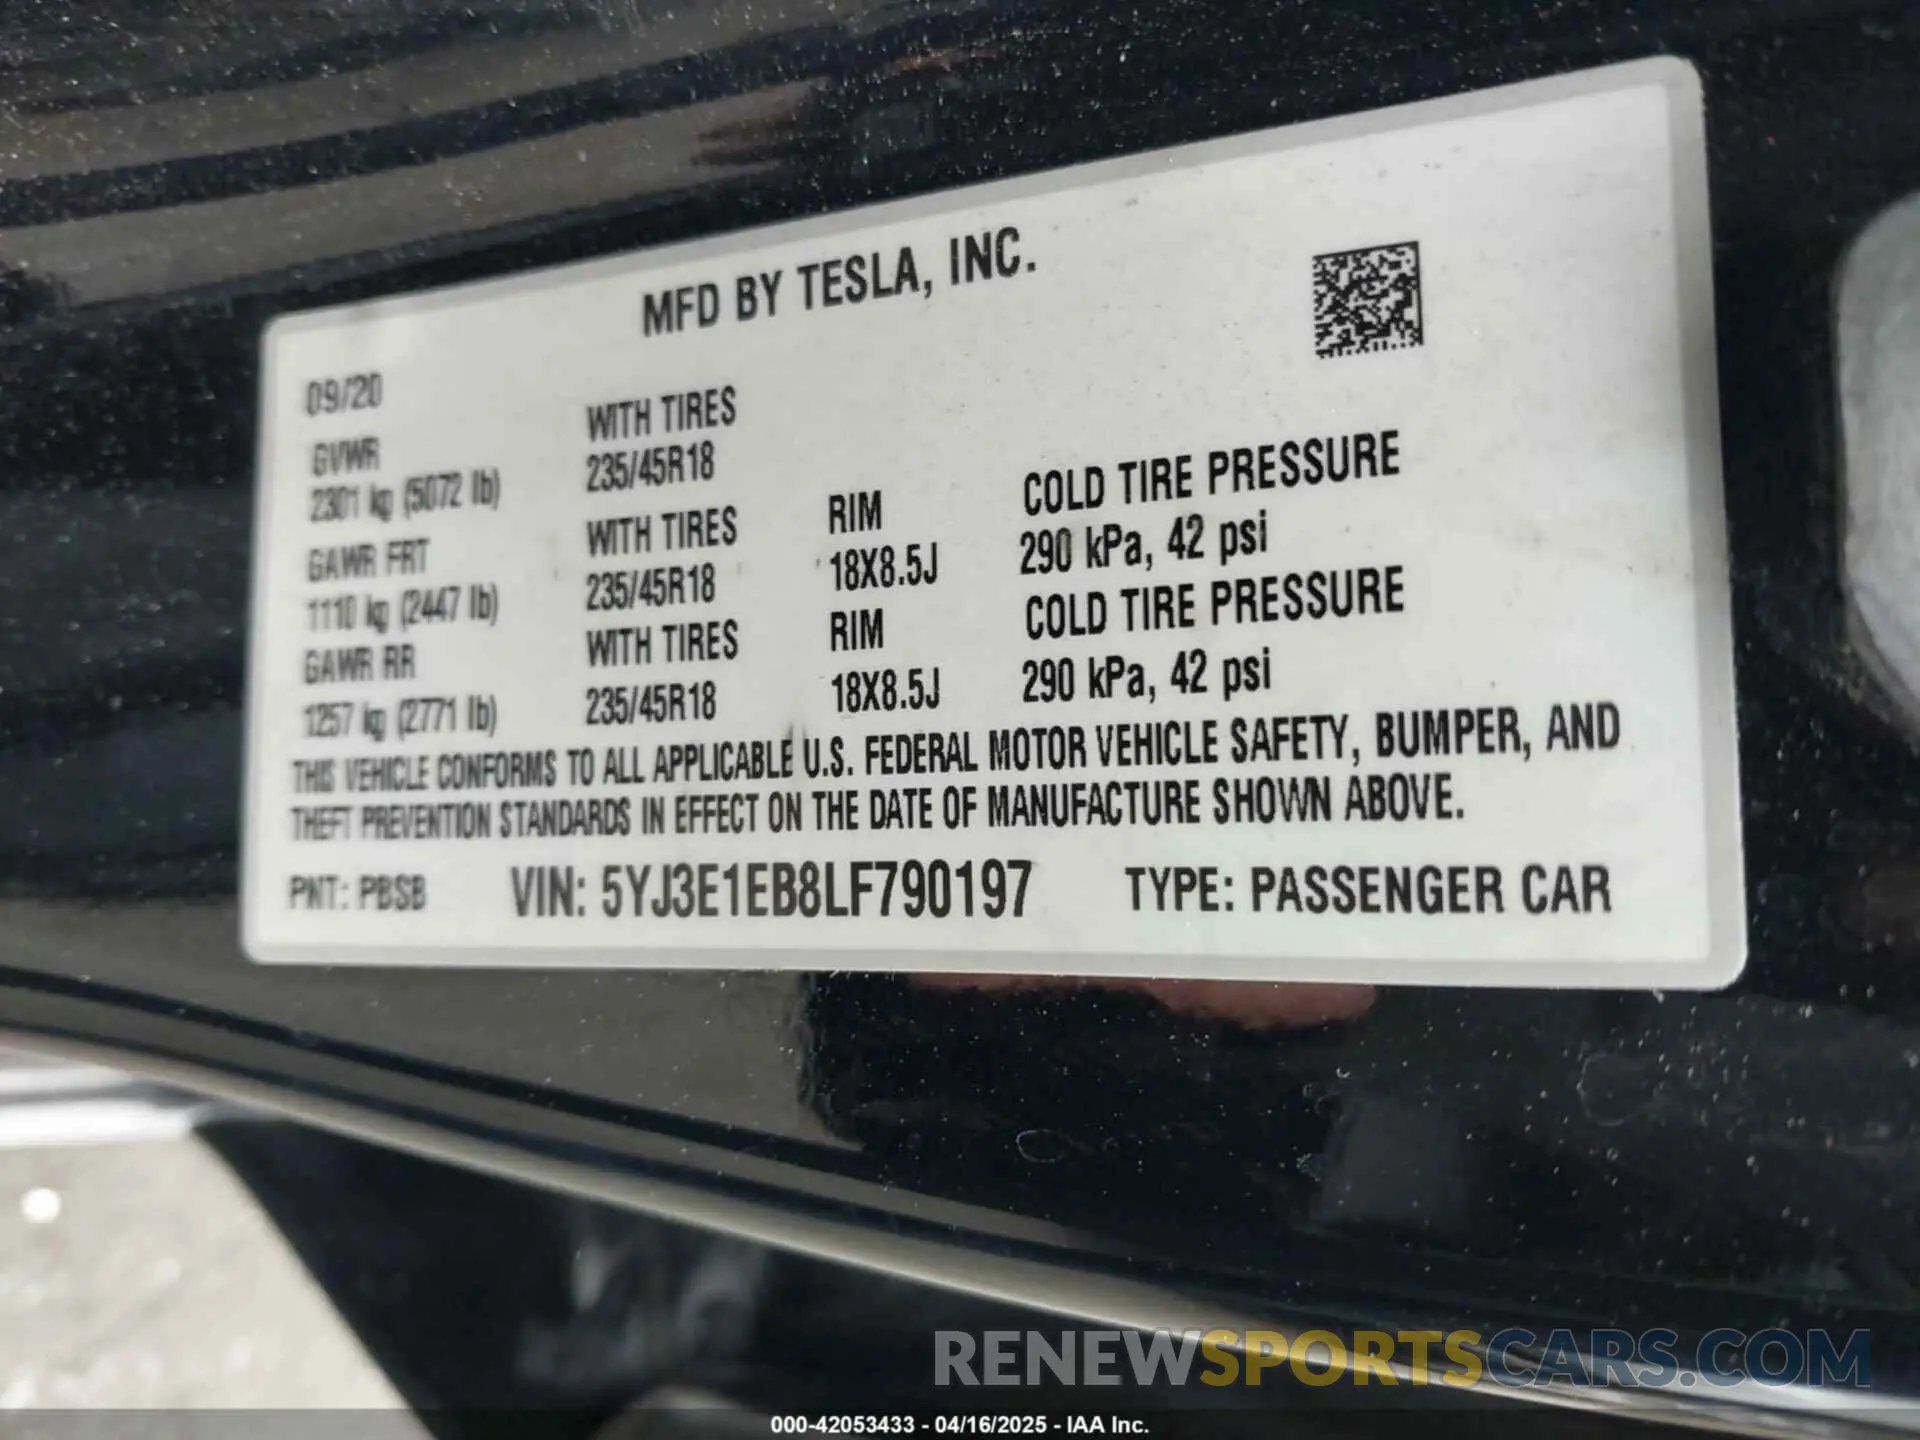 MFD BY TESLA, INC.
09/20
GVWR
2301 kg (5072 lb)
WITH TIRES
235/45R18
GAWR FRT
1110 kg (2447 lb)
WITH TIRES
235/45R18
RIM
18X8.5J
COLD TIRE PRESSURE
290 kPa, 42 psi
GAWR RR
1257 kg (2771 lb)
WITH TIRES
235/45R18
RIM
18X8.5J
COLD TIRE PRESSURE
290 kPa, 42 psi
THIS VEHICLE CONFORMS TO ALL APPLICABLE U.S. FEDERAL MOTOR VEHICLE SAFETY, BUMPER, AND
THEFT PREVENTION STANDARDS IN EFFECT ON THE DATE OF MANUFACTURE SHOWN ABOVE.
PNT: PBSB VIN: 5YJ3E1EB8LF790197 TYPE: PASSENGER CAR
RENEWSPORTSCARS.COM
000-42053433 - 04/16/2025 - IAA Inc.